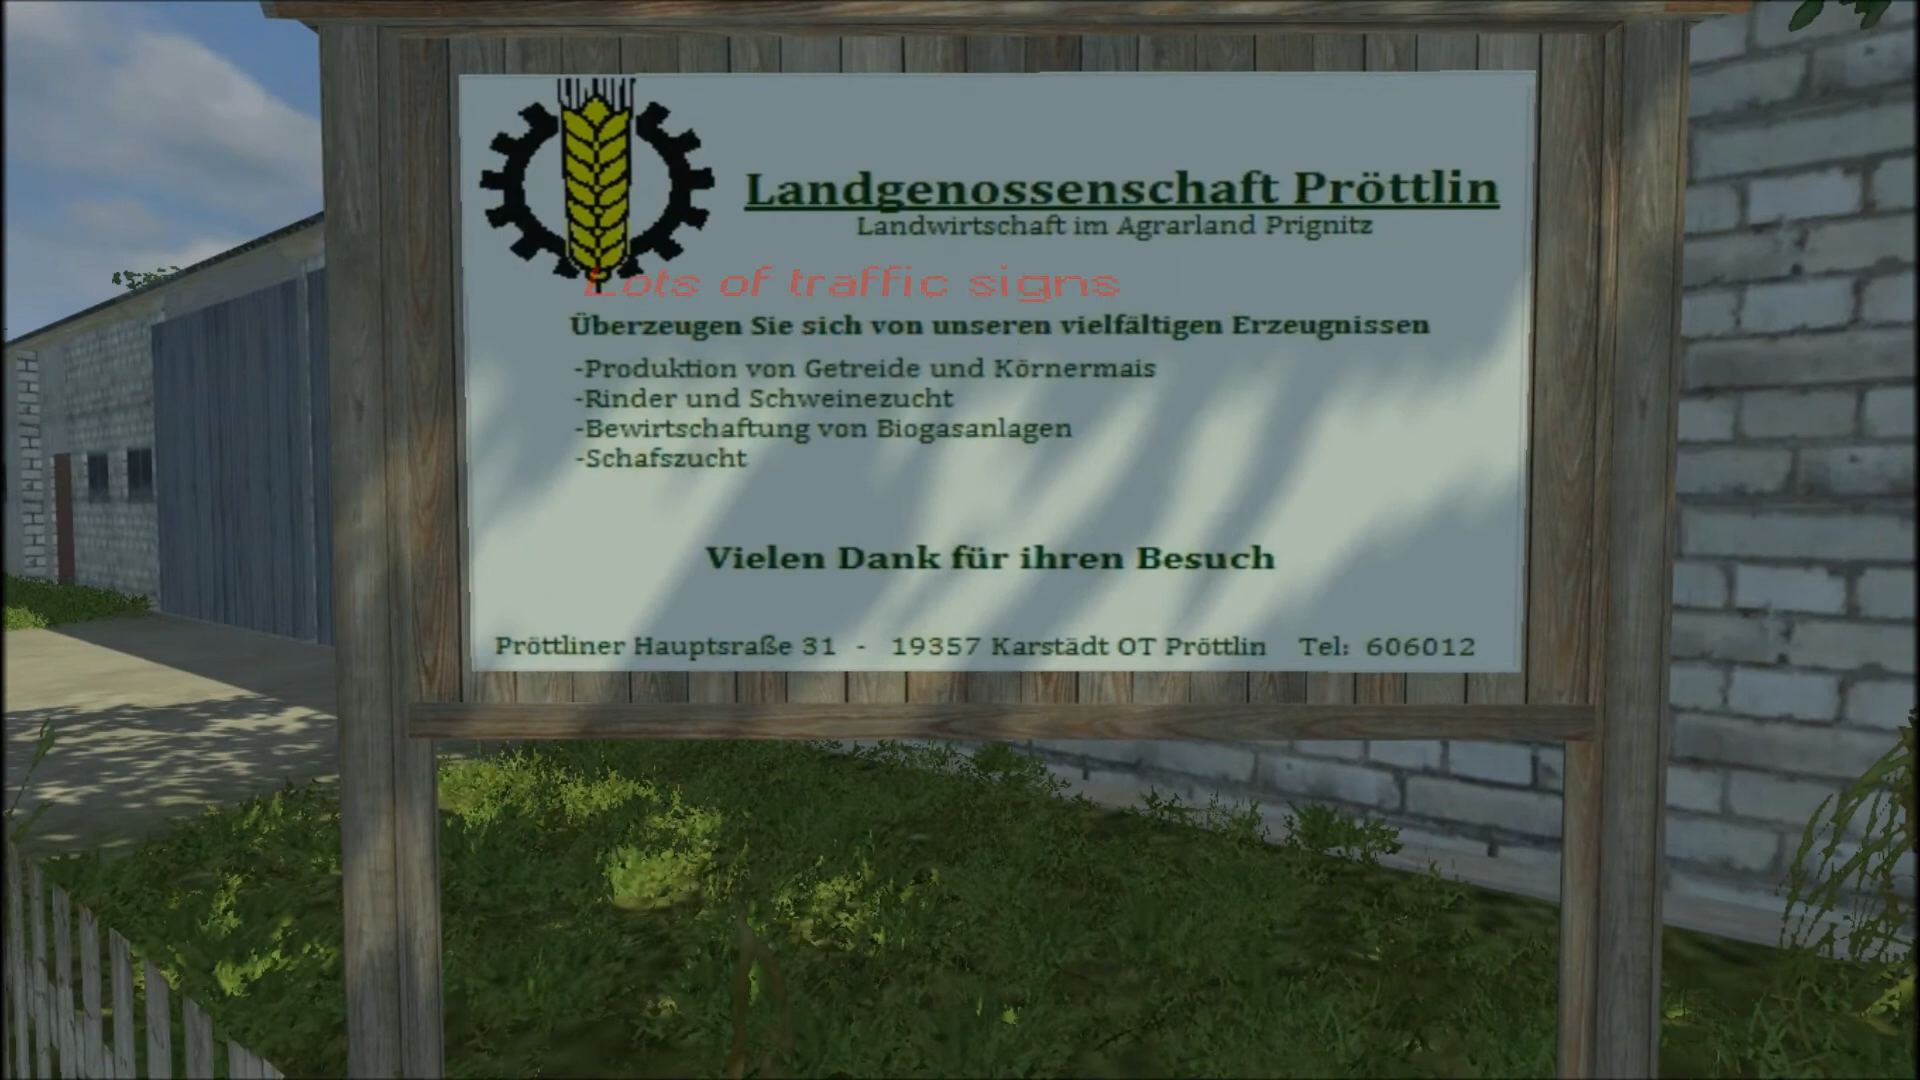 Landgenossenschaft Pröttlin
Landwirtschaft im Agrarland Prignitz
Lots of traffic signs
Überzeugen Sie sich von unseren vielfältigen Erzeugnissen
-Produktion von Getreide und Körnermais
-Rinder und Schweinezucht
-Bewirtschaftung von Biogasanlagen
-Schafszucht
Vielen Dank für ihren Besuch
Pröttliner Hauptsraße 31 - 19357 Karstädt OT Pröttlin Tel: 606012